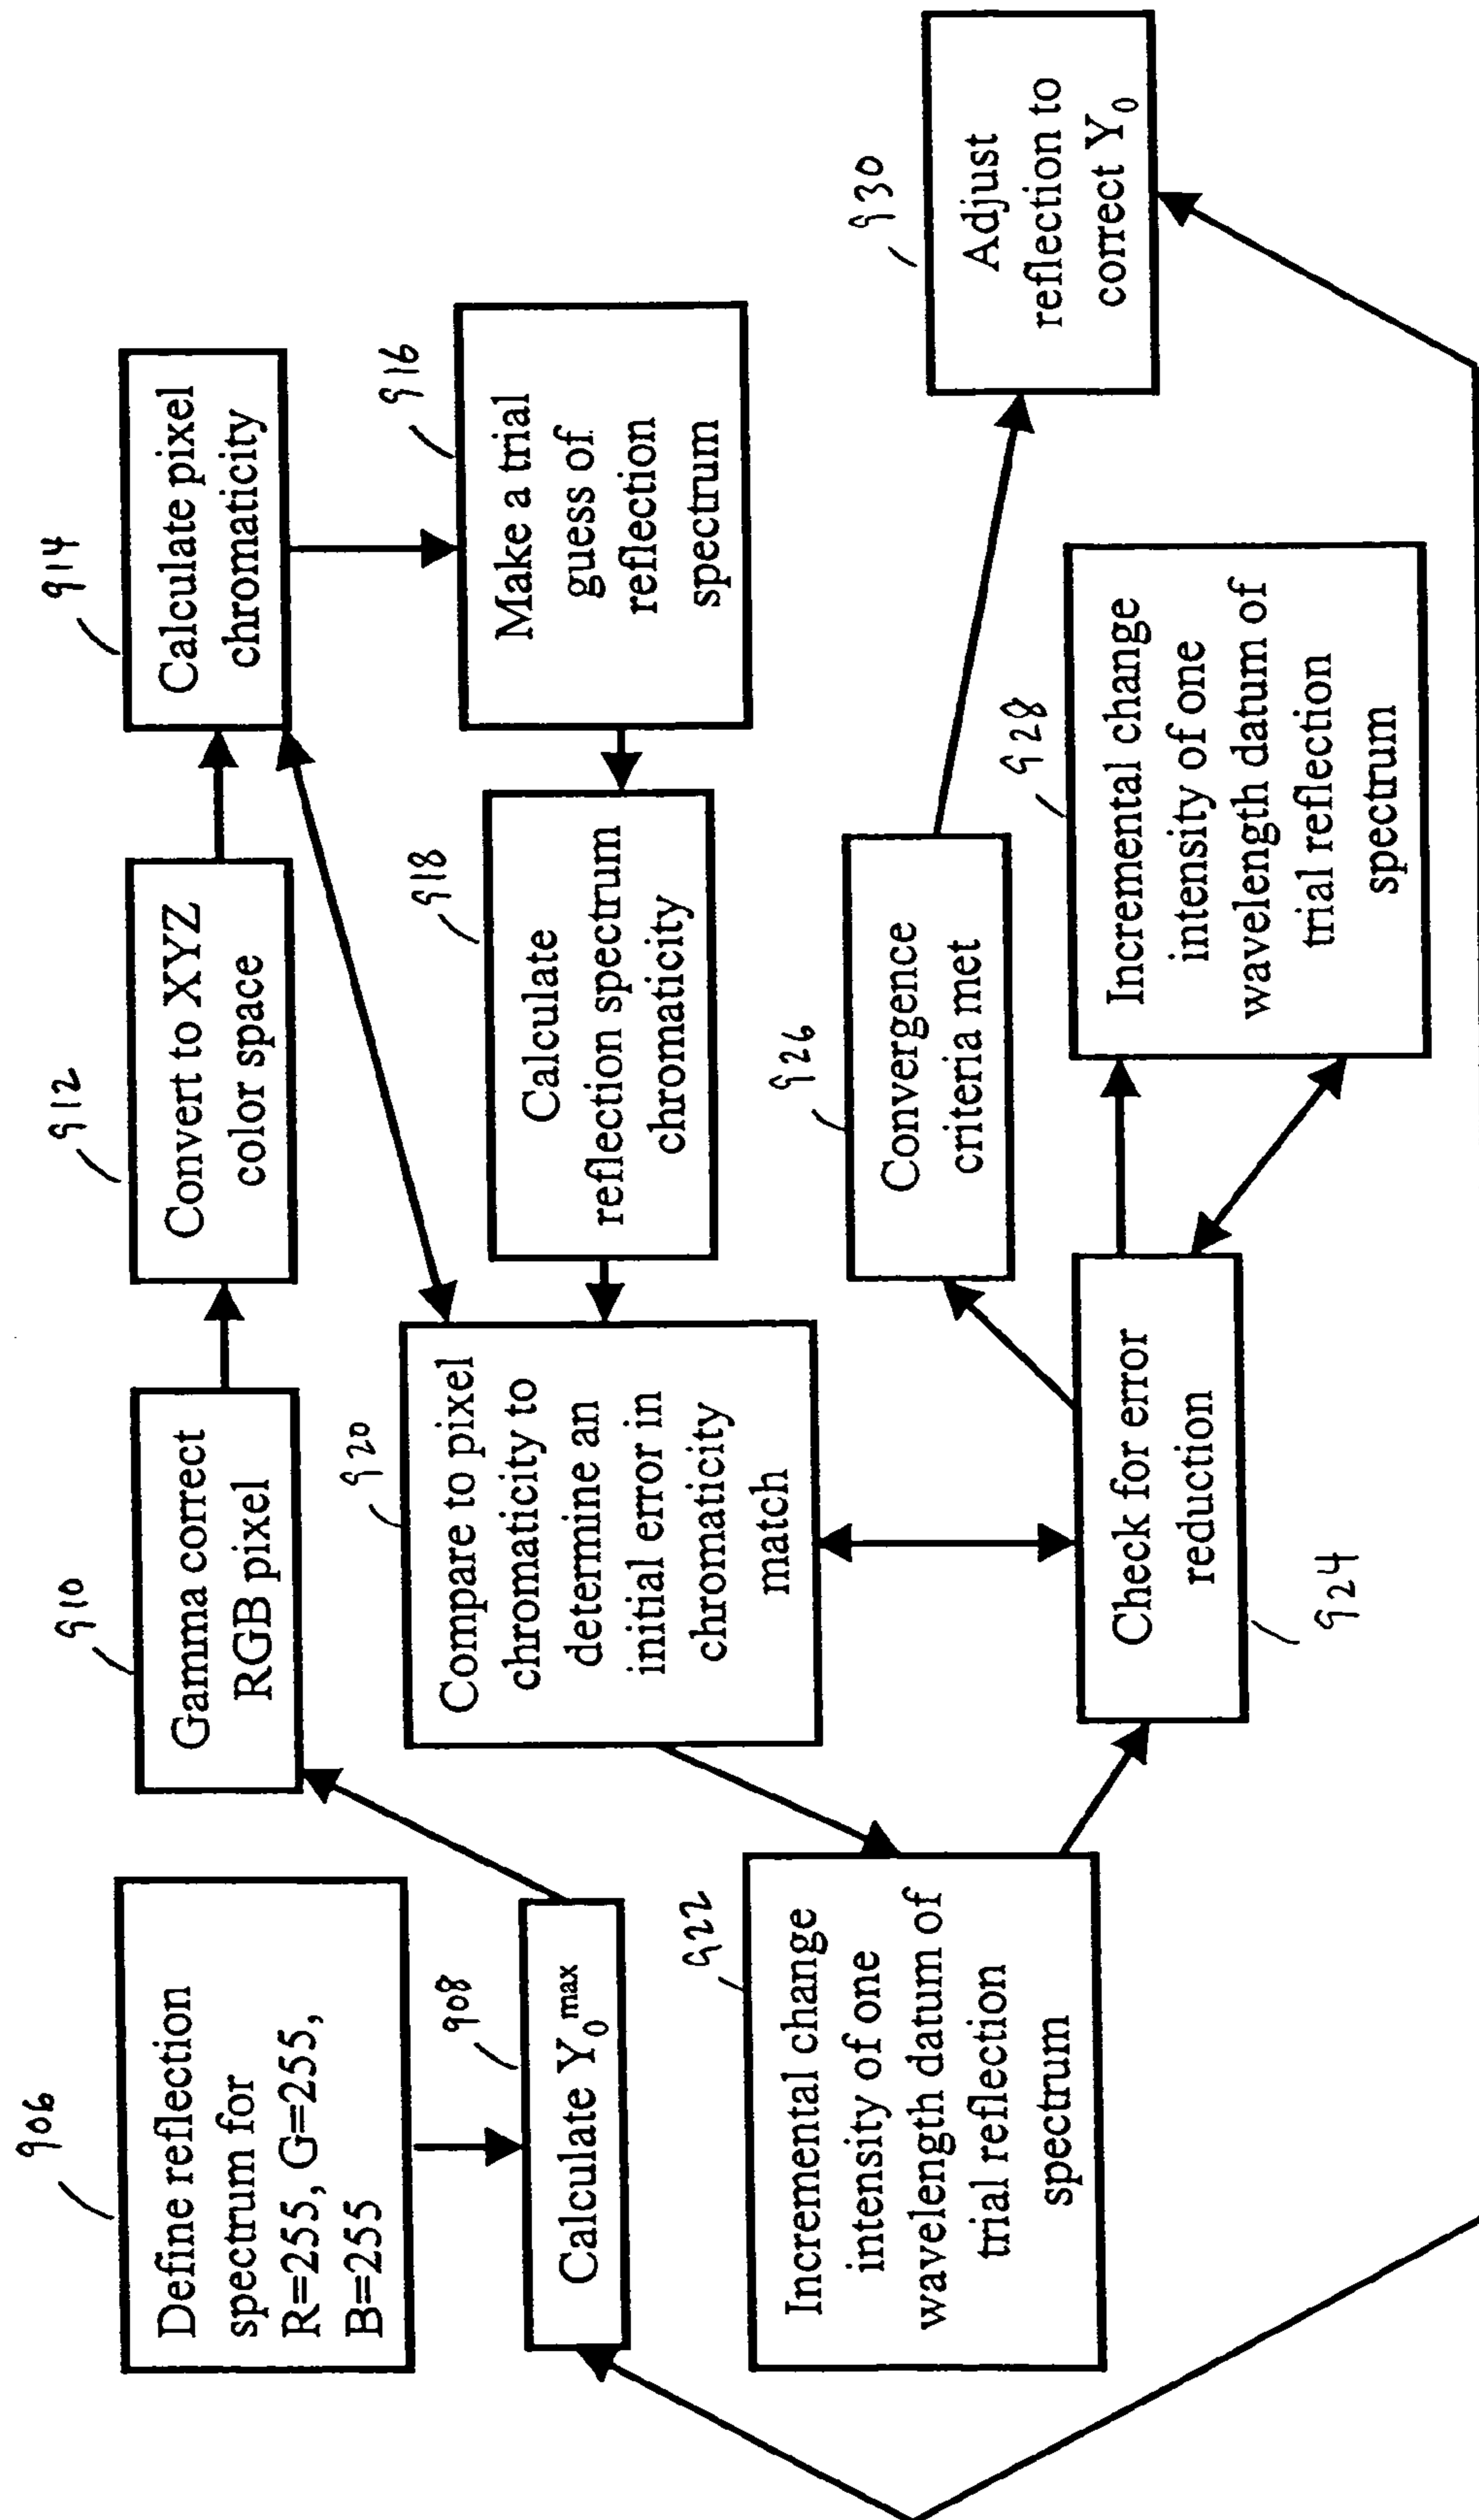 906
Define reflection
spectrum for
R=255, G=255,
B=255
908
Calculate Y0 max
910
Gamma correct
RGB pixel
912
Convert to XYZ
color space
914
Calculate pixel
chromaticity
916
Make a trial
guess of
reflection
spectrum
918
Calculate
reflection spectrum
chromaticity
920
Compare to pixel
chromaticity to
determine an
initial error in
chromaticity
match
922
Incremental change
intensity of one
wavelength datum of
trial reflection
spectrum
Check for error
reduction
924
926
Convergence
criteria met
928
Incremental change
intensity of one
wavelength datum of
trial reflection
spectrum
930
Adjust
reflection to
correct Y0